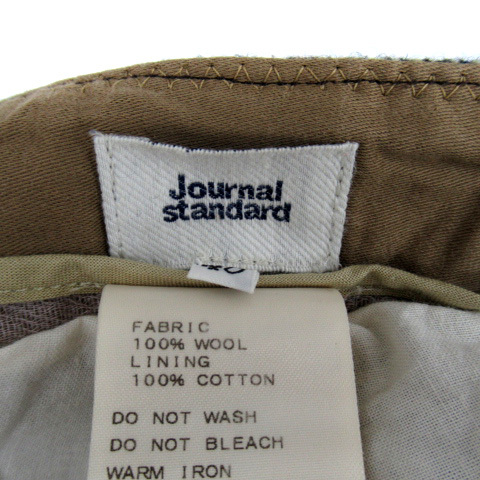 Journal
standard
FABRIC
100% WOOL
LINING
100% COTTON
DO NOT WASH
DO NOT BLEACH
WARM IRON